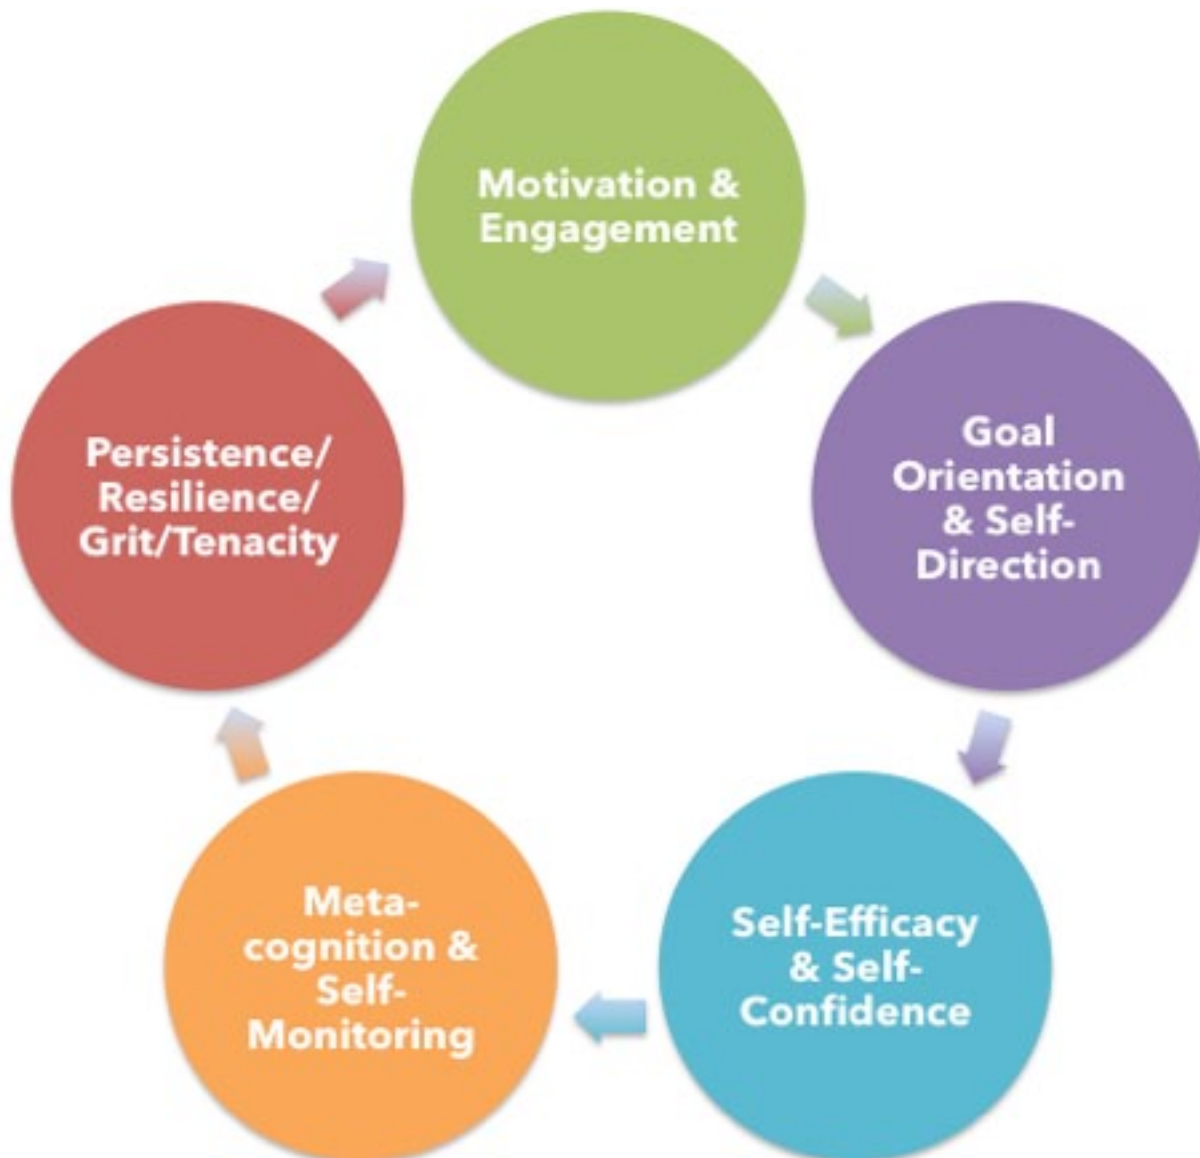 Motivation &
Engagement
Goal
Orientation
& Self-
Direction
Self-Efficacy
& Self-
Confidence
Meta-
cognition &
Self-
Monitoring
Persistence/
Resilience/
Grit/Tenacity